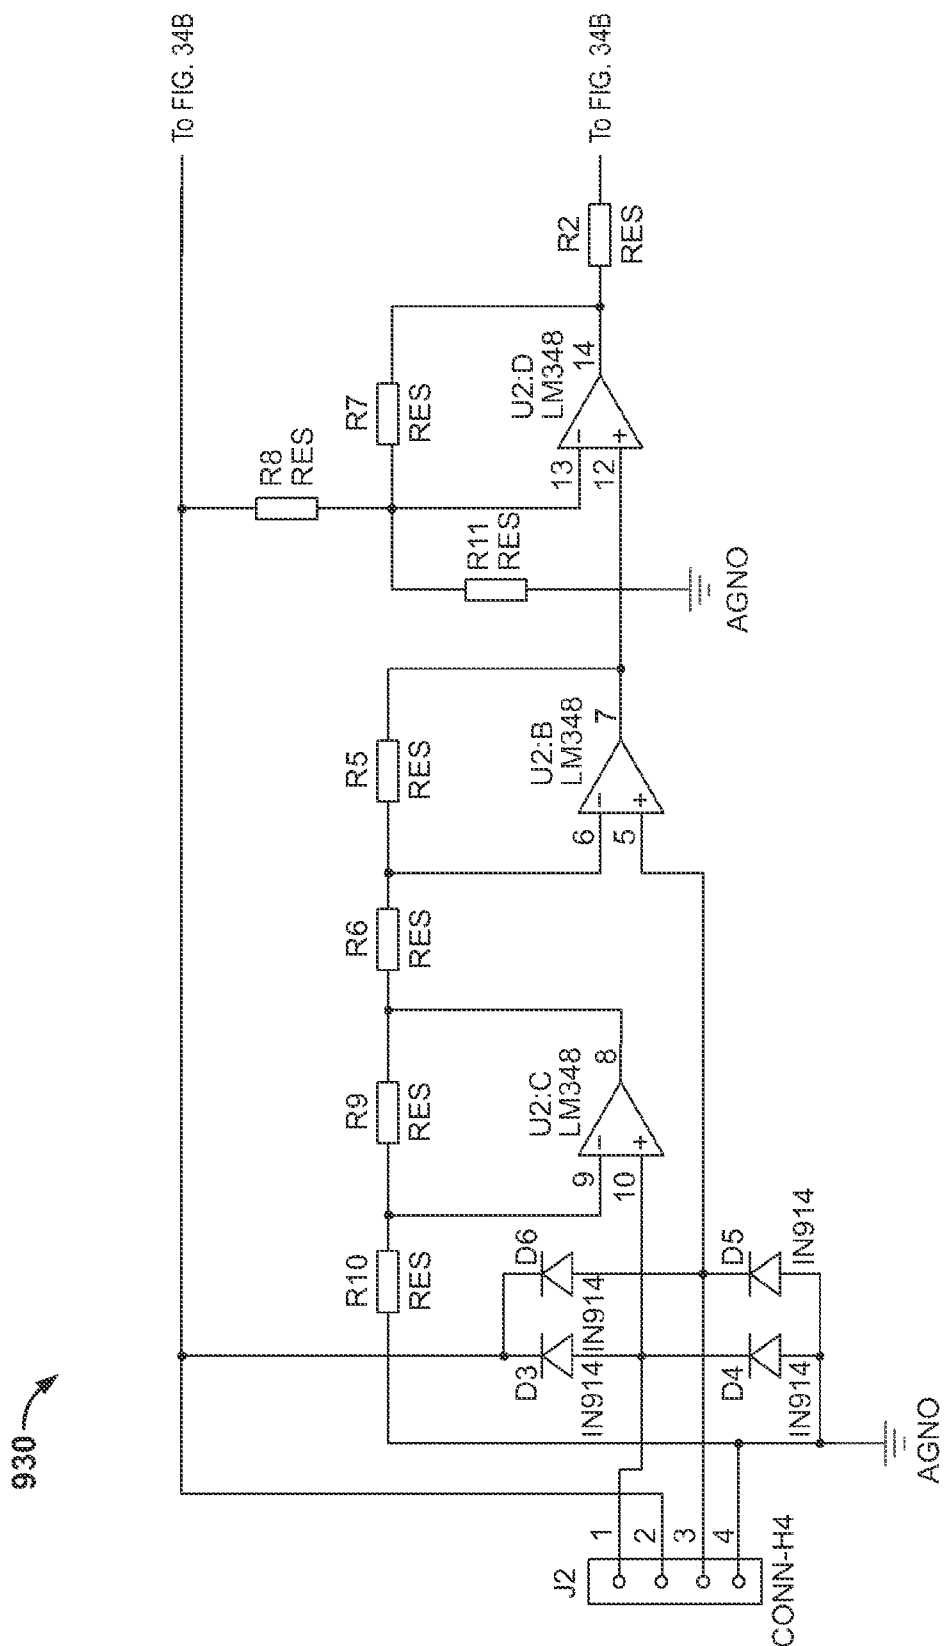 930
To FIG. 34B
To FIG. 34B
R8
RES
R7
RES
R2
RES
U2:D
LM348
13
12
14
R11
RES
AGNO
R5
RES
U2:B
LM348
6
5
7
R6
RES
R9
RES
U2:C
LM348
9
10
8
R10
RES
D6
IN914
D3
IN914
D5
IN914
D4
IN914
AGNO
J2
1
2
3
4
CONN-H4